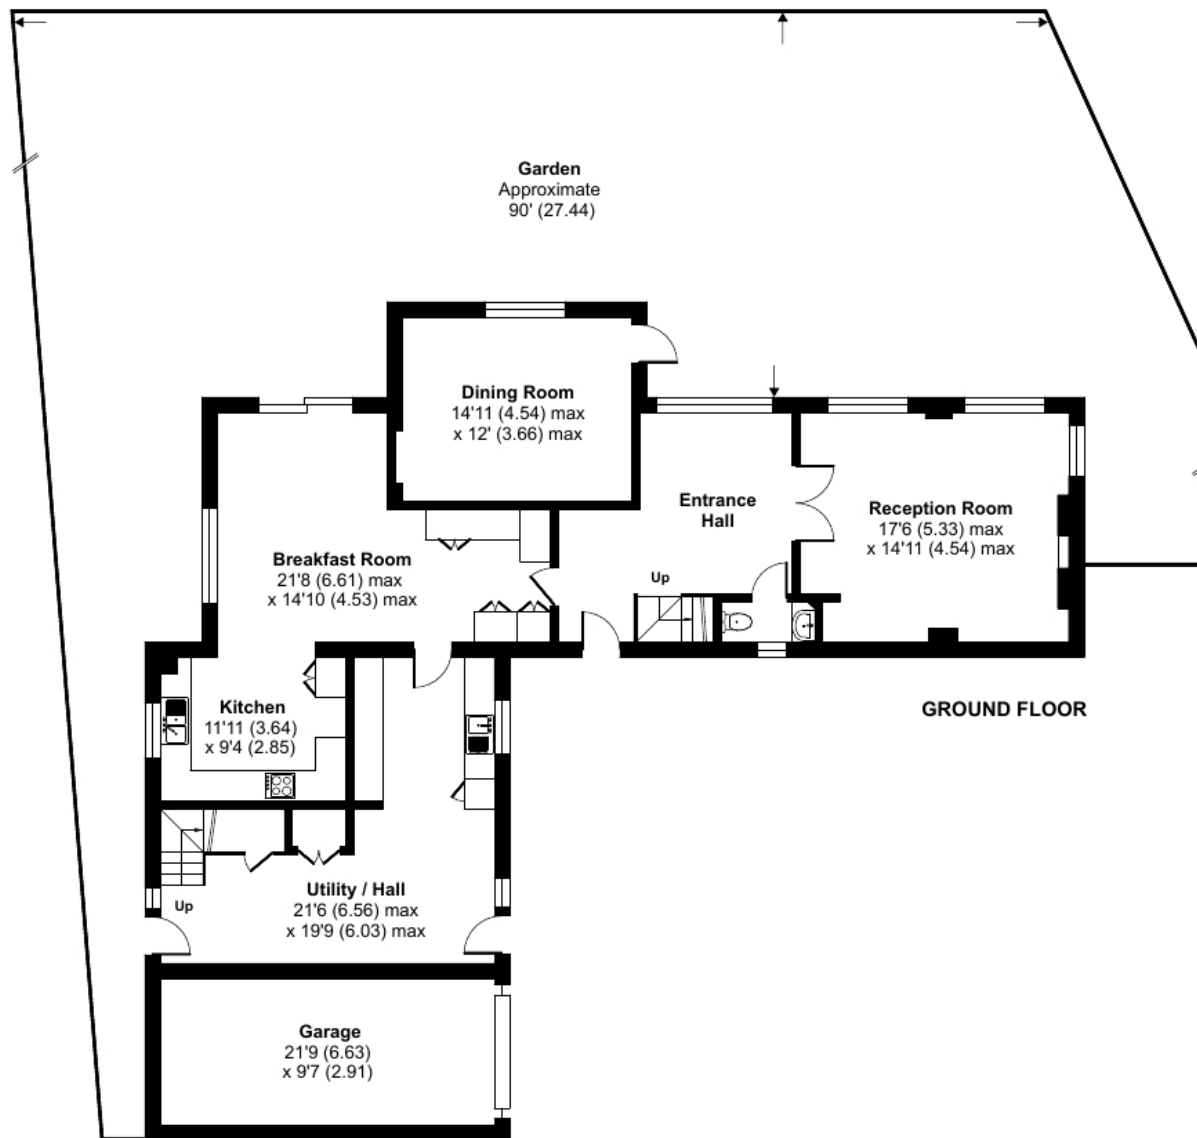 Garden
Approximate
90' (27.44)
Dining Room
14'11 (4.54) max
x 12' (3.66) max
Entrance
Hall
Reception Room
17'6 (5.33) max
x 14'11 (4.54) max
Breakfast Room
21'8 (6.61) max
x 14'10 (4.53) max
Up
Kitchen
11'11 (3.64)
x 9'4 (2.85)
GROUND FLOOR
Utility / Hall
21'6 (6.56) max
x 19'9 (6.03) max
Up
Garage
21'9 (6.63)
x 9'7 (2.91)